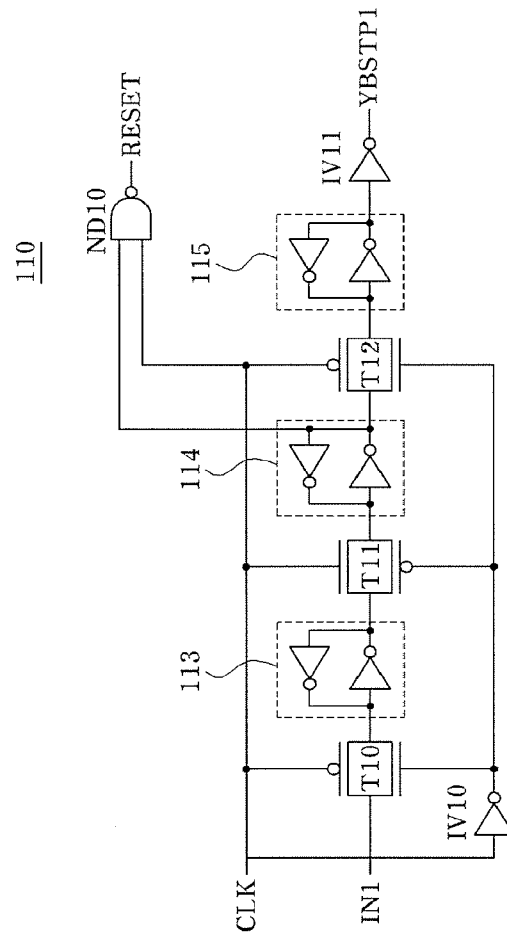 110
RESET
ND10
YBSTP1
IV11
115
T12
114
T11
113
T10
IV10
CLK
IN1